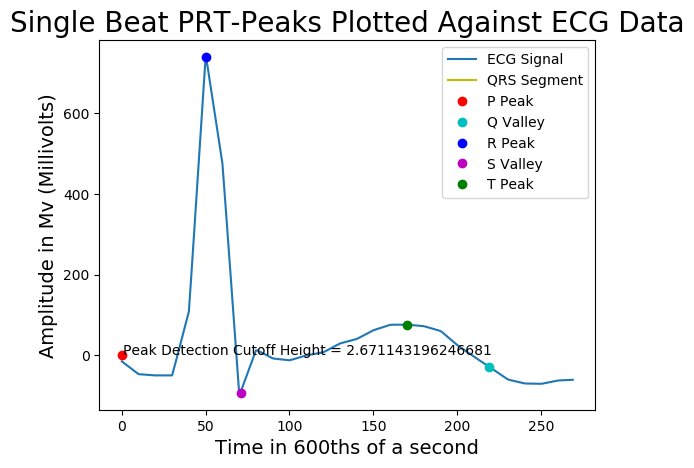 Single Beat PRT-Peaks Plotted Against ECG Data
Amplitude in Mv (Millivolts)
600
400
200
0
ECG Signal
QRS Segment
P Peak
Q Valley
R Peak
S Valley
T Peak
Peak Detection Cutoff Height = 2.671143196246681
0
50
100
150
200
250
Time in 600ths of a second